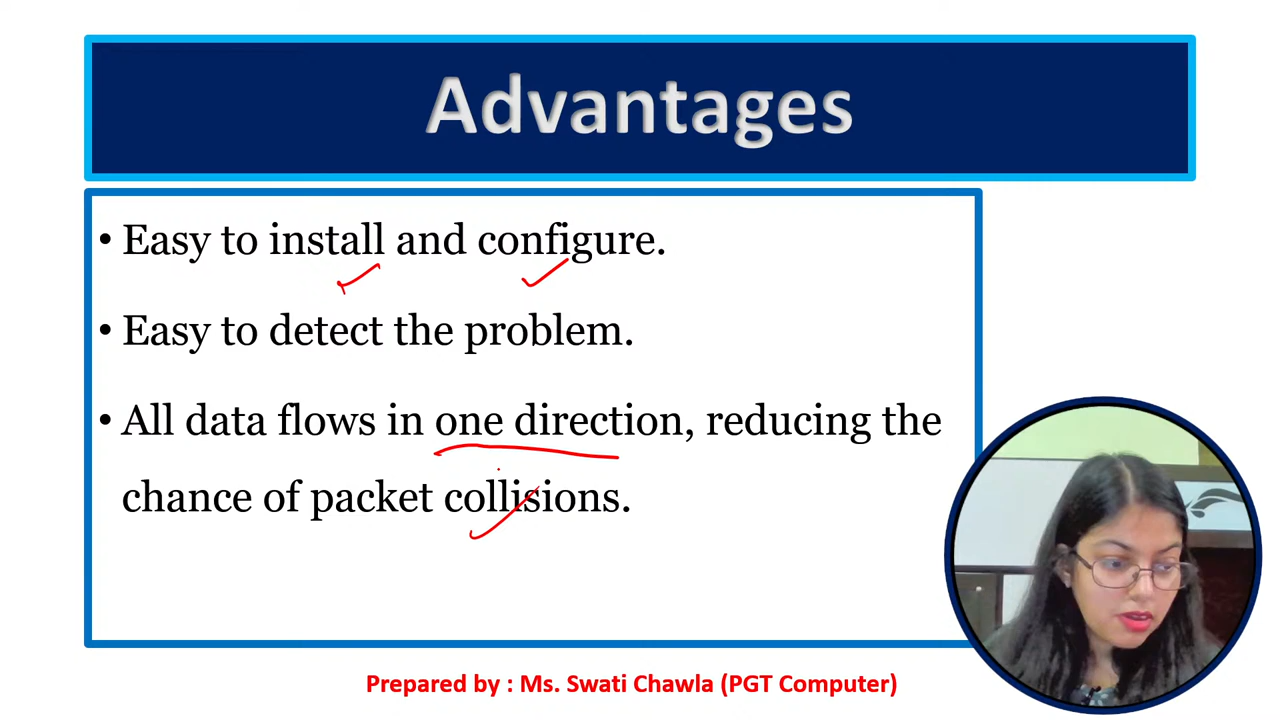 Advantages
• Easy to install and configure.
• Easy to detect the problem.
• All data flows in one direction, reducing the
chance of packet collisions.
Prepared by : Ms. Swati Chawla (PGT Computer)